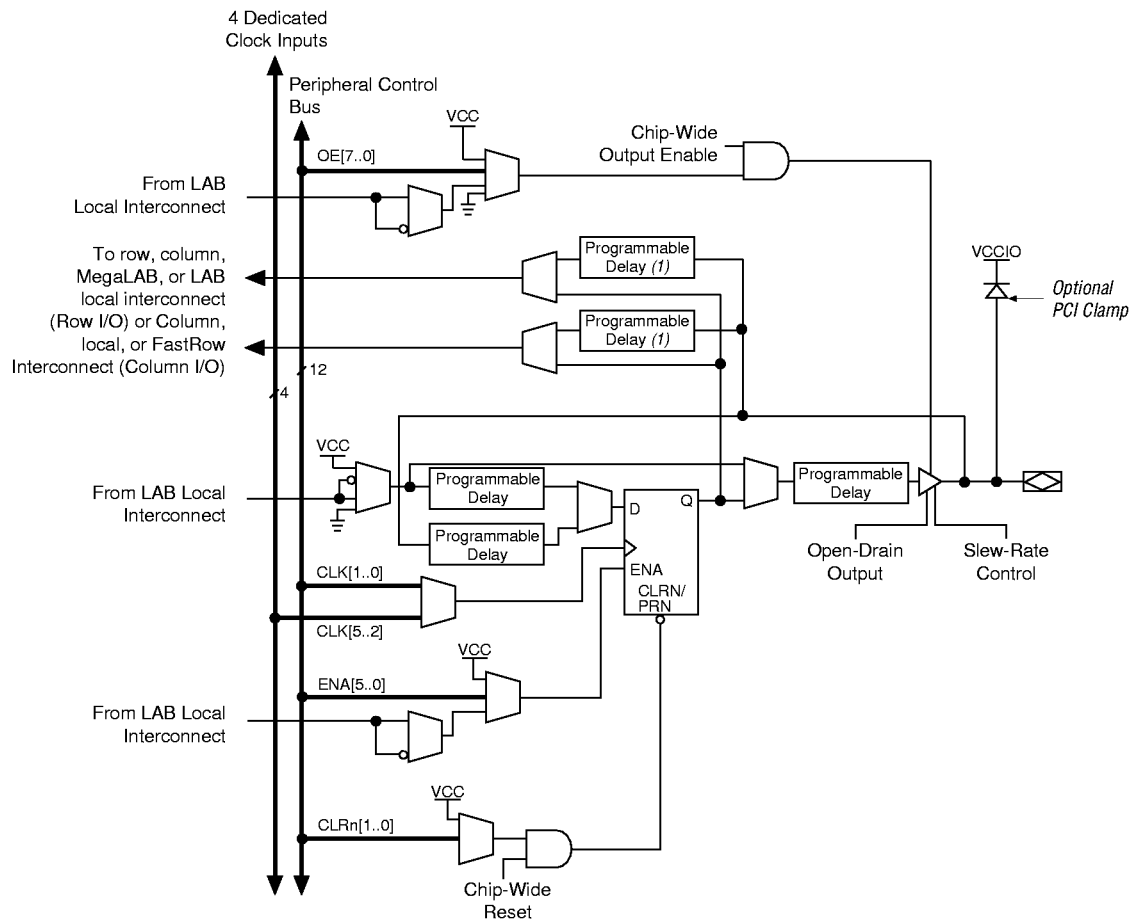 4 Dedicated
Clock Inputs
Peripheral Control
Bus
VCC
OE[7..0]
Chip-Wide
Output Enable
From LAB
Local Interconnect
To row, column,
MegaLAB, or LAB
local interconnect
(Row I/O) or Column,
local, or FastRow
Interconnect (Column I/O)
Programmable
Delay (1)
Programmable
Delay (1)
VCCIO
Optional
PCI Clamp
12
4
VCC
From LAB Local
Interconnect
Programmable
Delay
Programmable
Delay
D
Q
ENA
CLRN/
PRN
Programmable
Delay
Open-Drain
Output
Slew-Rate
Control
CLK[1..0]
CLK[5..2]
VCC
ENA[5..0]
From LAB Local
Interconnect
VCC
CLRn[1..0]
Chip-Wide
Reset